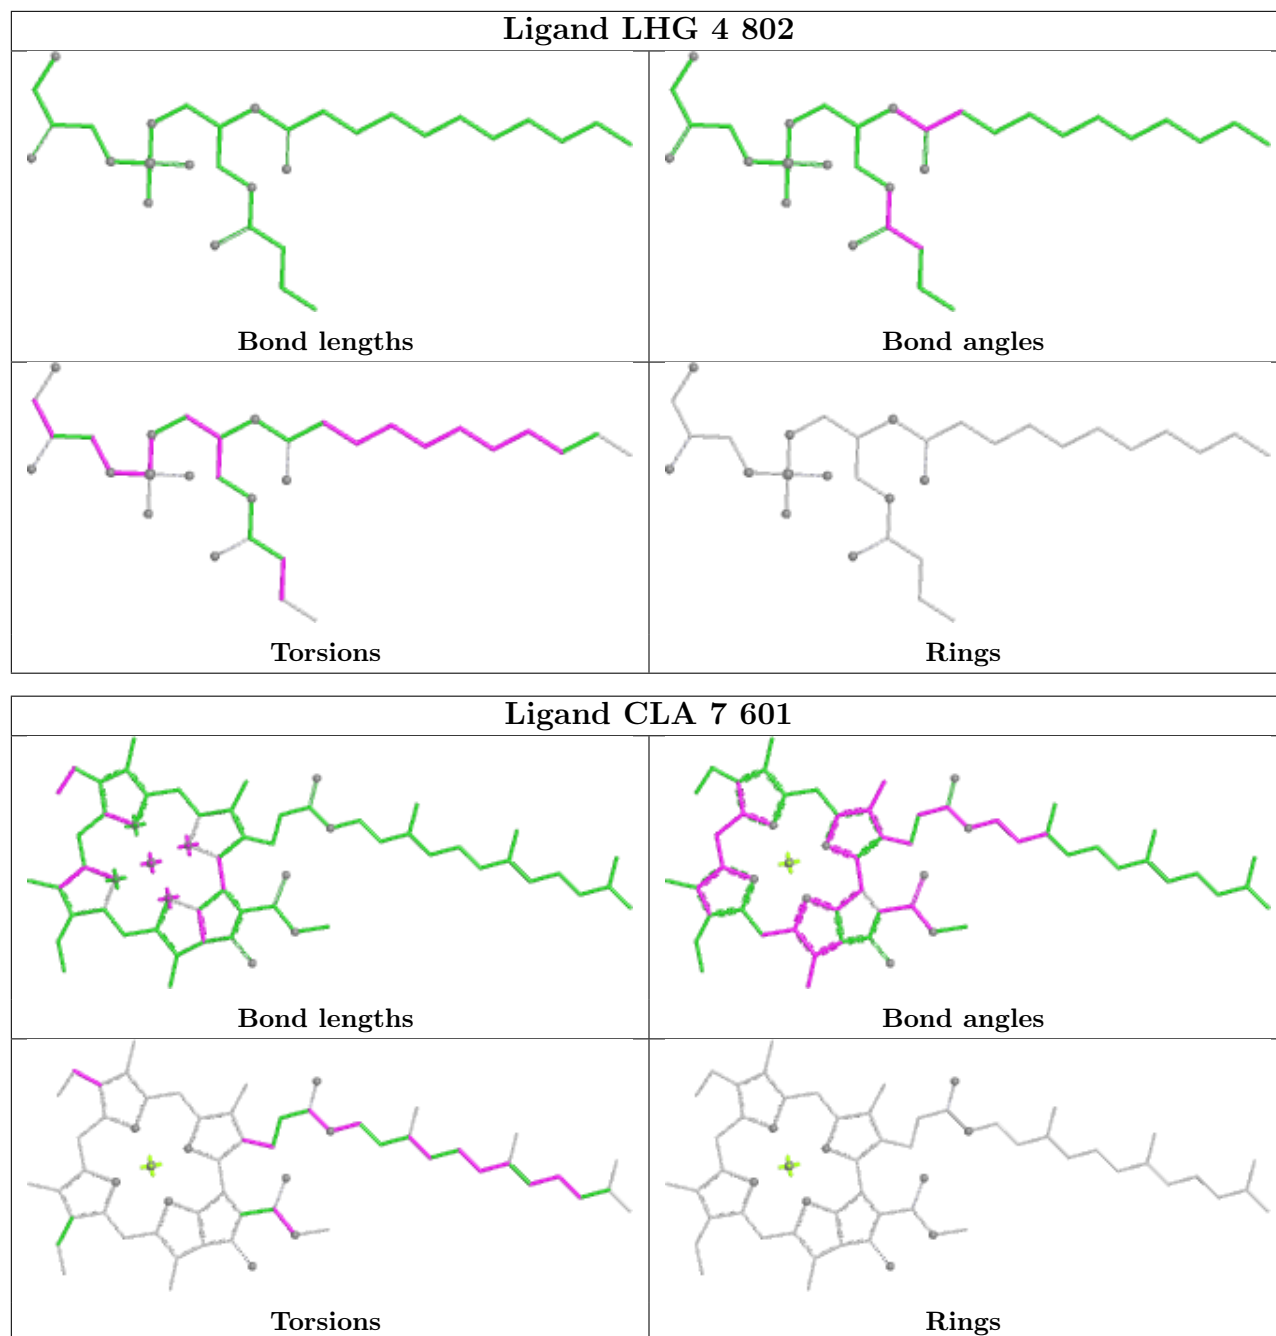 Ligand LHG 4 802
Bond lengths
Bond angles
Torsions
Rings
Ligand CLA 7 601
Bond lengths
Bond angles
Torsions
Rings